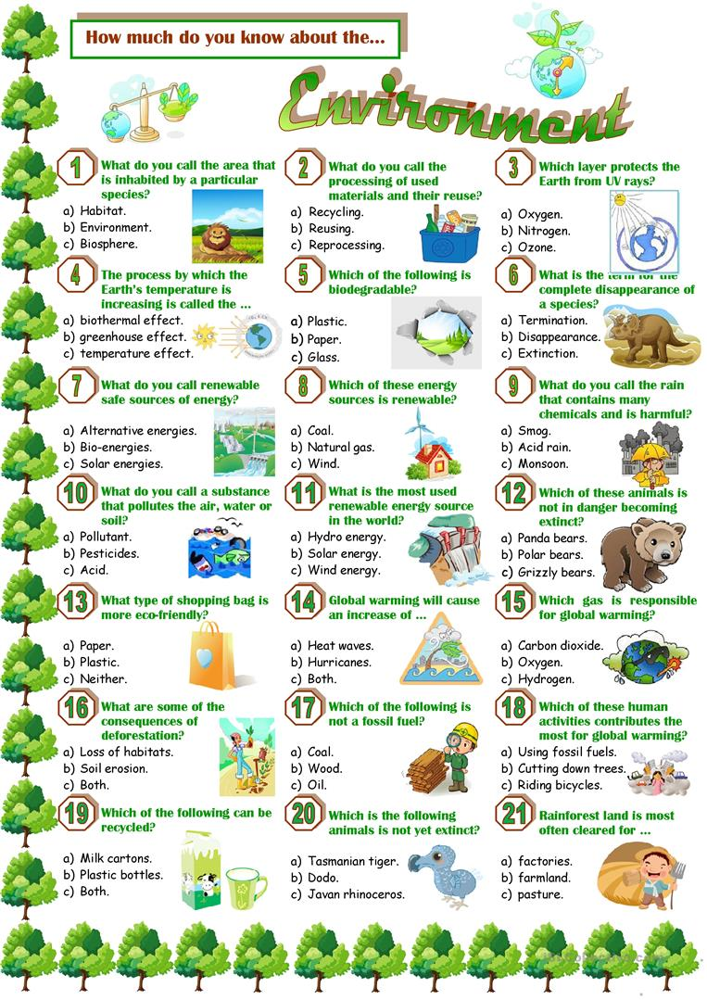 How much do you know about the...
Environment
1
What do you call the area that
is inhabited by a particular
species?
a) Habitat.
b) Environment.
c) Biosphere.
2
What do you call the
processing of used
materials and their reuse?
a) Recycling.
b) Reusing.
c) Reprocessing.
3
Which layer protects the
Earth from UV rays?
a) Oxygen.
b) Nitrogen.
c) Ozone.
4
The process by which the
Earth's temperature is
increasing is called the ...
a) biothermal effect.
b) greenhouse effect.
c) temperature effect.
5
Which of the following is
biodegradable?
a) Plastic.
b) Paper.
c) Glass.
6
What is the term for the
complete disappearance of
a species?
a) Termination.
b) Disappearance.
c) Extinction.
7
What do you call renewable
safe sources of energy?
a) Alternative energies.
b) Bio-energies.
c) Solar energies.
8
Which of these energy
sources is renewable?
a) Coal.
b) Natural gas.
c) Wind.
9
What do you call the rain
that contains many
chemicals and is harmful?
a) Smog.
b) Acid rain.
c) Monsoon.
10
What do you call a substance
that pollutes the air, water or
soil?
a) Pollutant.
b) Pesticides.
c) Acid.
11
What is the most used
renewable energy source
in the world?
a) Hydro energy.
b) Solar energy.
c) Wind energy.
12
Which of these animals is
not in danger becoming
extinct?
a) Panda bears.
b) Polar bears.
c) Grizzly bears.
13
What type of shopping bag is
more eco-friendly?
a) Paper.
b) Plastic.
c) Neither.
14
Global warming will cause
an increase of ...
a) Heat waves.
b) Hurricanes.
c) Both.
15
Which gas is responsible
for global warming?
a) Carbon dioxide.
b) Oxygen.
c) Hydrogen.
16
What are some of the
consequences of
deforestation?
a) Loss of habitats.
b) Soil erosion.
c) Both.
17
Which of the following is
not a fossil fuel?
a) Coal.
b) Wood.
c) Oil.
18
Which of these human
activities contributes the
most for global warming?
a) Using fossil fuels.
b) Cutting down trees.
c) Riding bicycles.
19
Which of the following can be
recycled?
a) Milk cartons.
b) Plastic bottles.
c) Both.
20
Which is the following
animals is not yet extinct?
a) Tasmanian tiger.
b) Dodo.
c) Javan rhinoceros.
21
Rainforest land is most
often cleared for ...
a) factories.
b) farmland.
c) pasture.